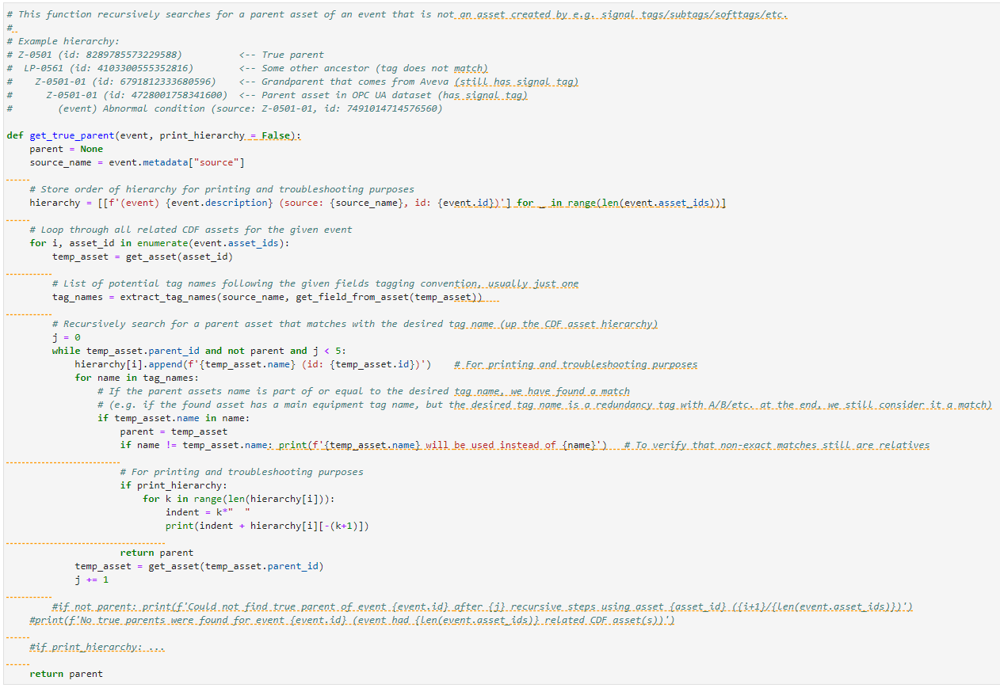 # This function recursively searches for a parent asset of an event that is not an asset created by e.g. signal tags/subtags/softtags/etc.
#
# Example hierarchy:
# Z-0501 (id: 8289785573229588)          <-- True parent
#  LP-0561 (id: 4103300555352816)        <-- Some other ancestor (tag does not match)
#    Z-0501-01 (id: 6791812333680596)    <-- Grandparent that comes from Aveva (still has signal tag)
#      Z-0501-01 (id: 4728001758341600)  <-- Parent asset in OPC UA dataset (has signal tag)
#        (event) Abnormal condition (source: Z-0501-01, id: 7491014714576560)

def get_true_parent(event, print_hierarchy = False):
    parent = None
    source_name = event.metadata["source"]

    # Store order of hierarchy for printing and troubleshooting purposes
    hierarchy = [[f'(event) {event.description} (source: {source_name}, id: {event.id})'] for _ in range(len(event.asset_ids))]

    # Loop through all related CDF assets for the given event
    for i, asset_id in enumerate(event.asset_ids):
        temp_asset = get_asset(asset_id)

        # List of potential tag names following the given fields tagging convention, usually just one
        tag_names = extract_tag_names(source_name, get_field_from_asset(temp_asset))

        # Recursively search for a parent asset that matches with the desired tag name (up the CDF asset hierarchy)
        j = 0
        while temp_asset.parent_id and not parent and j < 5:
            hierarchy[i].append(f'{temp_asset.name} (id: {temp_asset.id})')    # For printing and troubleshooting purposes
            for name in tag_names:
                # If the parent assets name is part of or equal to the desired tag name, we have found a match
                # (e.g. if the found asset has a main equipment tag name, but the desired tag name is a redundancy tag with A/B/etc. at the end, we still consider it a match)
                if temp_asset.name in name:
                    parent = temp_asset
                    if name != temp_asset.name: print(f'{temp_asset.name} will be used instead of {name}')   # To verify that non-exact matches still are relatives

                    # For printing and troubleshooting purposes
                    if print_hierarchy:
                        for k in range(len(hierarchy[i])):
                            indent = k*"  "
                            print(indent + hierarchy[i][-(k+1)])

                    return parent
            temp_asset = get_asset(temp_asset.parent_id)
            j += 1

        #if not parent: print(f'Could not find true parent of event {event.id} after {j} recursive steps using asset {asset_id} ({i+1}/{len(event.asset_ids)})')
    #print(f'No true parents were found for event {event.id} (event had {len(event.asset_ids)} related CDF asset(s))')

    #if print_hierarchy: ...

    return parent